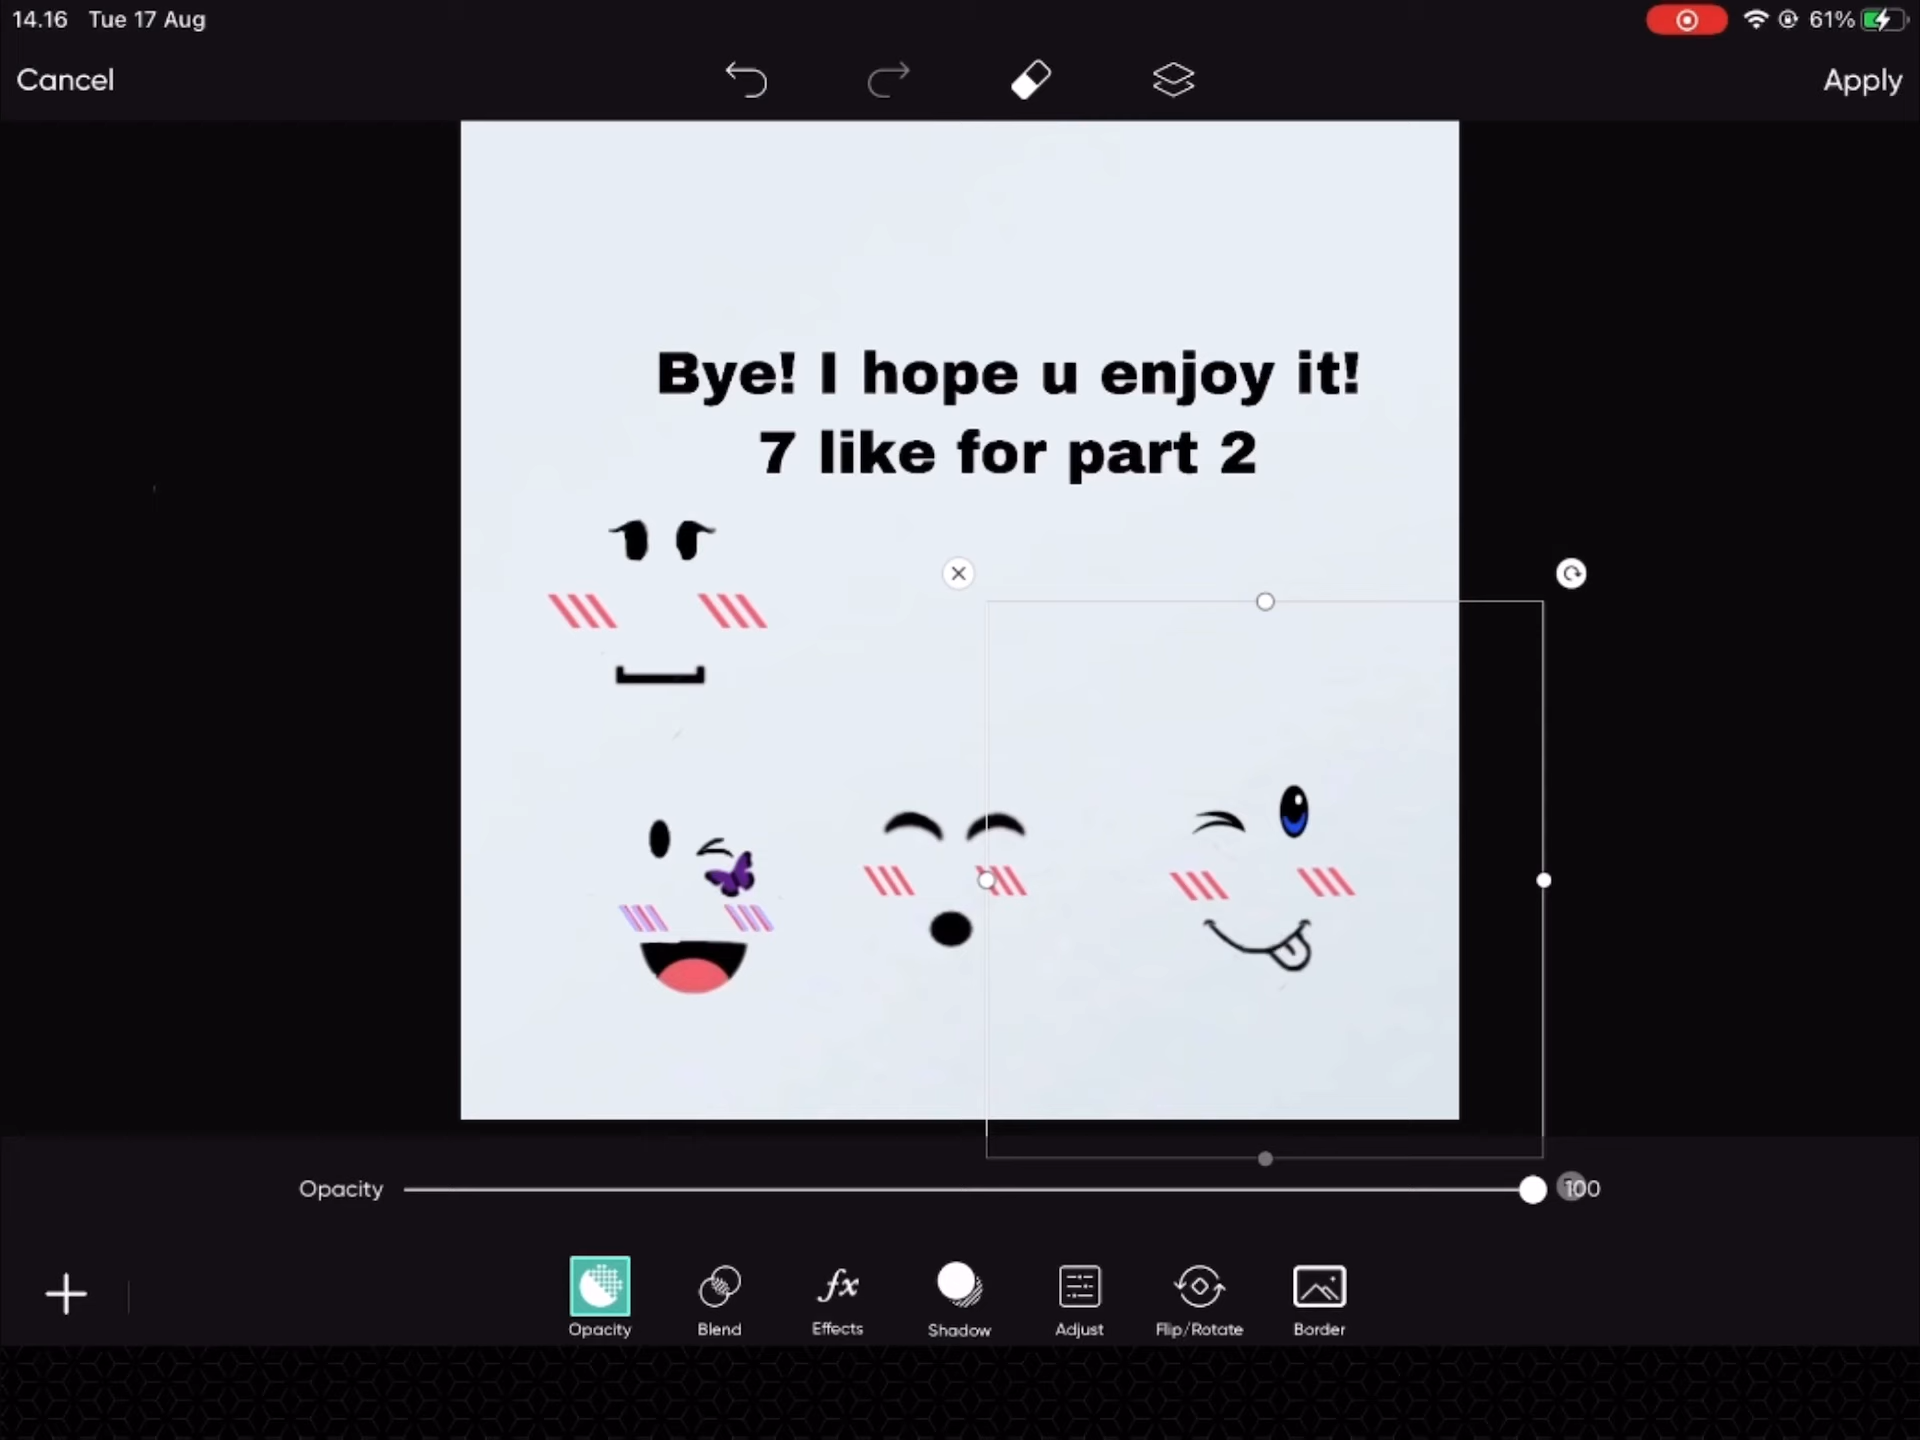 14.16 Tue 17 Aug
61%
Cancel
Apply
Bye! I hope u enjoy it!
7 like for part 2
Opacity
100
Opacity
Blend
fx
Effects
Shadow
Adjust
Flip/Rotate
Border